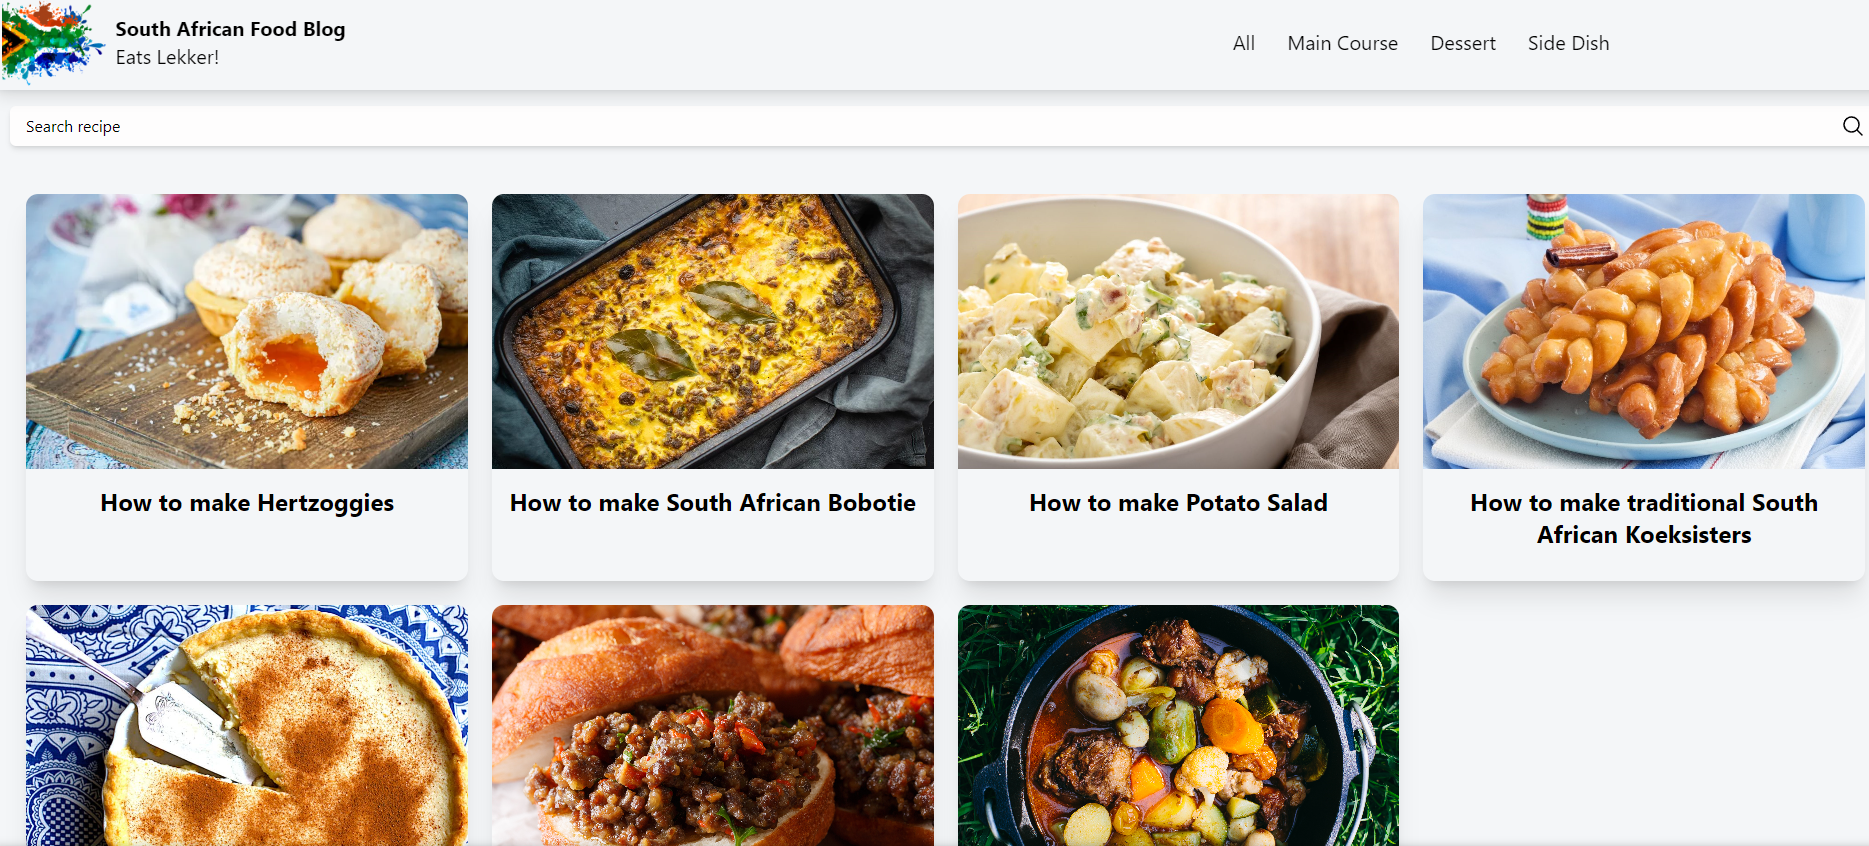 South African Food Blog
Eats Lekker!
All Main Course Dessert Side Dish
Search recipe
How to make Hertzoggies
How to make South African Bobotie
How to make Potato Salad
How to make traditional South
African Koeksisters